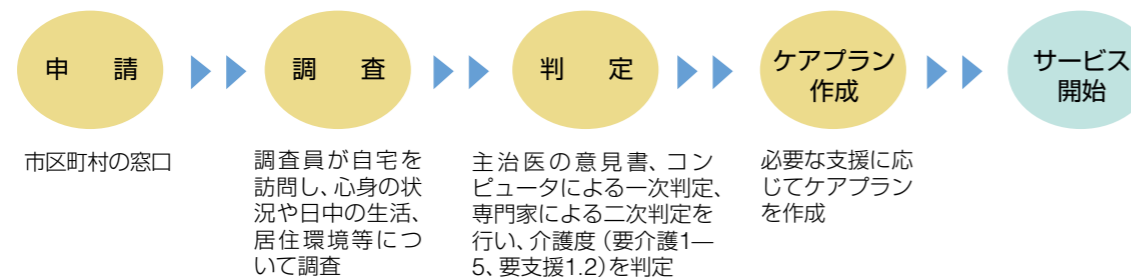 申　請
調　査
判　定
ケアプラン
作成
サービス
開始
市区町村の窓口
調査員が自宅を
訪問し、心身の状
況や日中の生活、
居住環境等につ
いて調査
主治医の意見書、コン
ピュータによる一次判定、
専門家による二次判定を
行い、介護度（要介護1—
5、要支援1.2）を判定
必要な支援に応
じてケアプラン
を作成